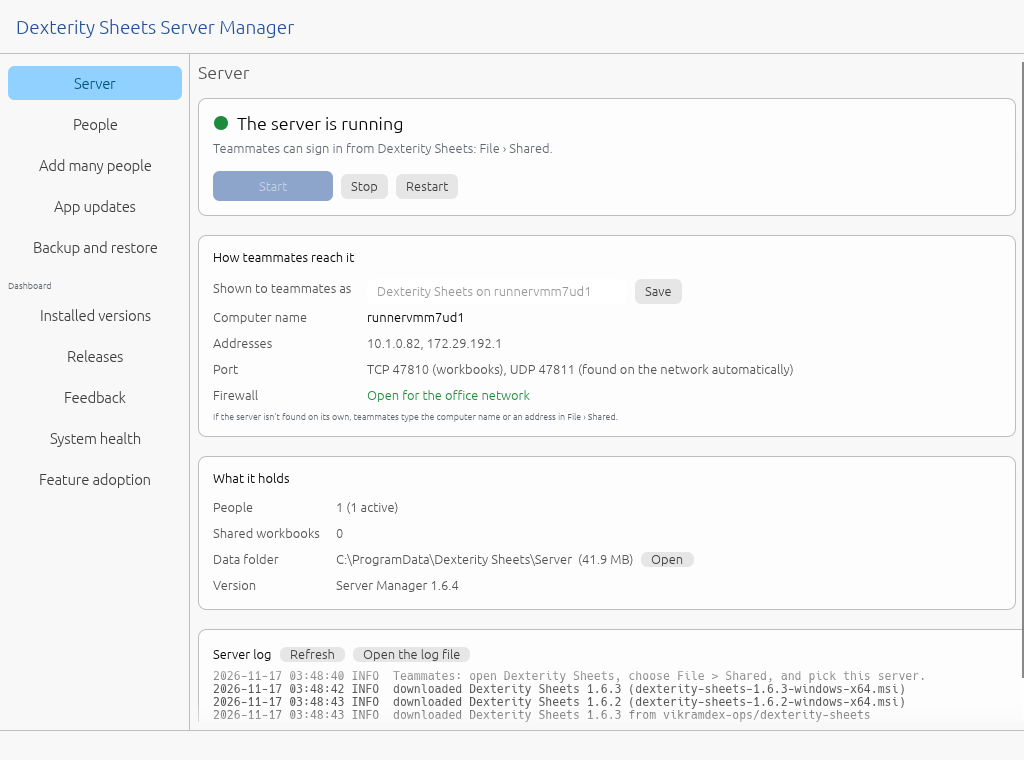 Dexterity Sheets Server Manager
Server
People
Add many people
App updates
Backup and restore
Dashboard
Installed versions
Releases
Feedback
System health
Feature adoption
Server
The server is running
Teammates can sign in from Dexterity Sheets: File › Shared.
Start Stop Restart
How teammates reach it
Shown to teammates as Dexterity Sheets on runnervmm7ud1 Save
Computer name runnervmm7ud1
Addresses 10.1.0.82, 172.29.192.1
Port TCP 47810 (workbooks), UDP 47811 (found on the network automatically)
Firewall Open for the office network
If the server isn't found on its own, teammates type the computer name or an address in File › Shared.
What it holds
People 1 (1 active)
Shared workbooks 0
Data folder C:\ProgramData\Dexterity Sheets\Server (41.9 MB) Open
Version Server Manager 1.6.4
Server log Refresh Open the log file
2026-11-17 03:48:40 INFO Teammates: open Dexterity Sheets, choose File > Shared, and pick this server.
2026-11-17 03:48:42 INFO downloaded Dexterity Sheets 1.6.3 (dexterity-sheets-1.6.3-windows-x64.msi)
2026-11-17 03:48:43 INFO downloaded Dexterity Sheets 1.6.2 (dexterity-sheets-1.6.2-windows-x64.msi)
2026-11-17 03:48:43 INFO downloaded Dexterity Sheets 1.6.3 from vikramdex-ops/dexterity-sheets